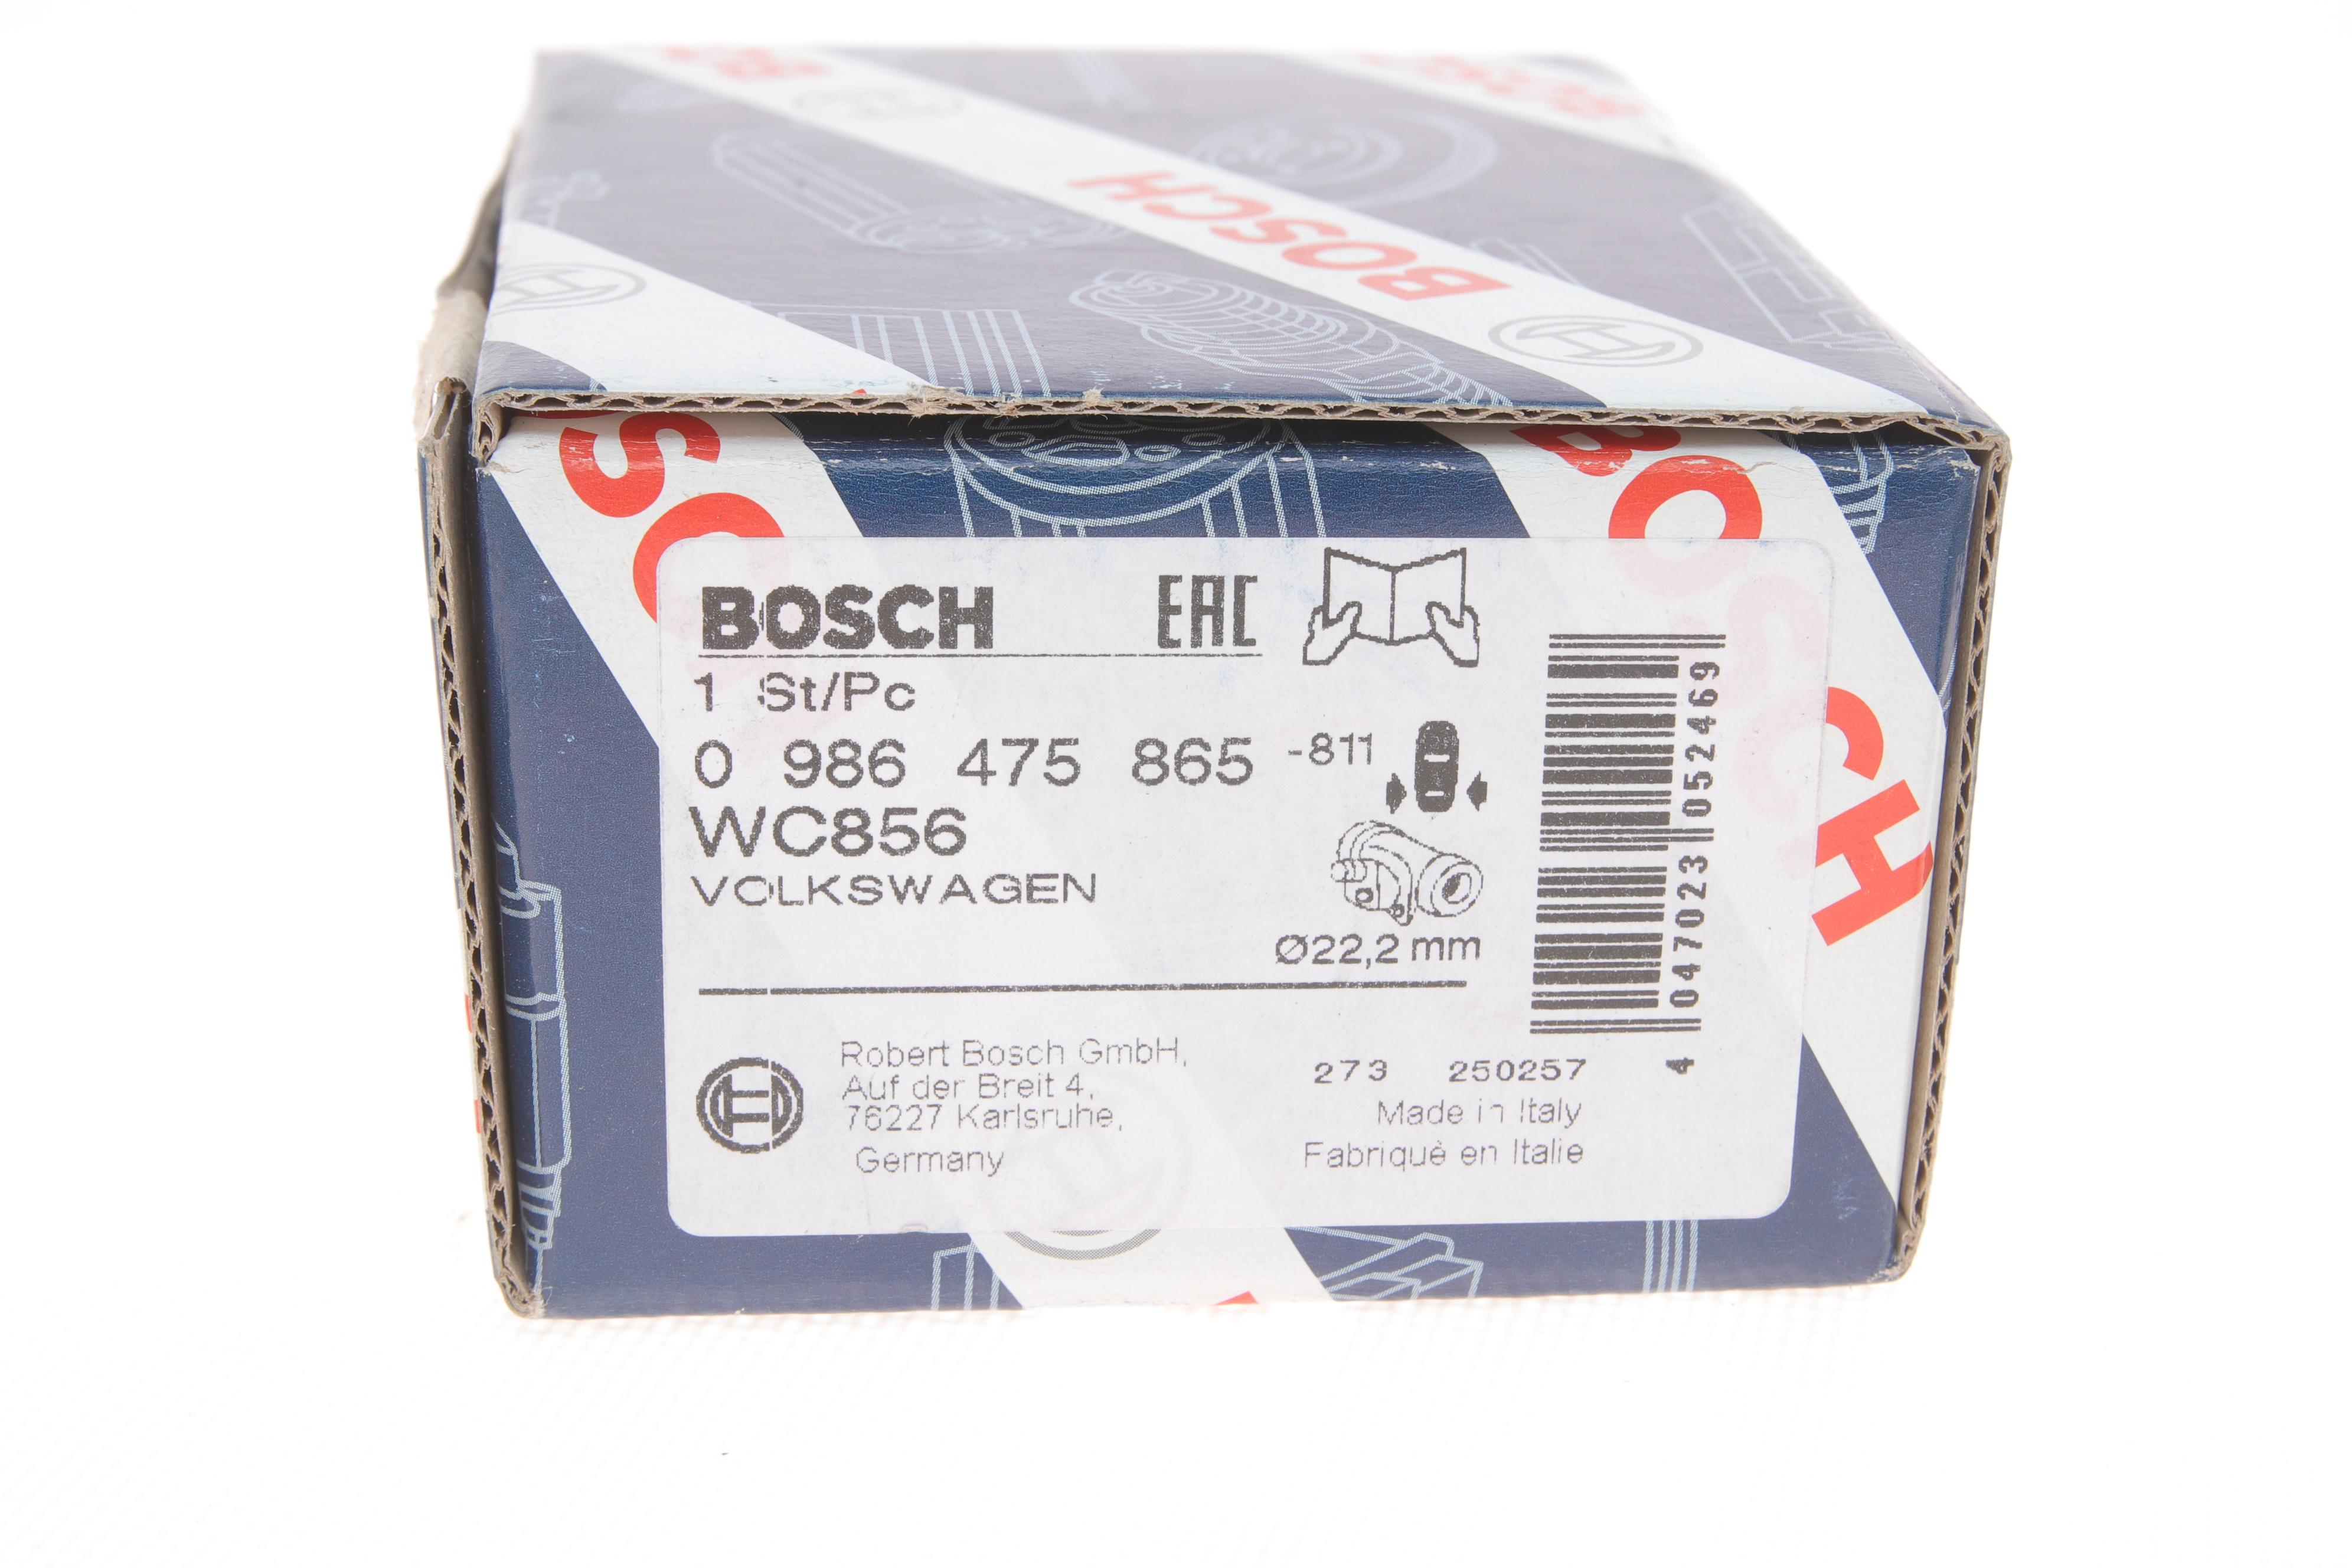 BOSCH
BOSCH
BOSCH
BOSCH
EAC
1 St/Pc
0 986 475 865 -811
WC856
VOLKSWAGEN
Ø22,2 mm
4 047023 052469
Robert Bosch GmbH,
Auf der Breit 4,
76227 Karlsruhe,
Germany
273 250257
Made in Italy
Fabriquè en Italie